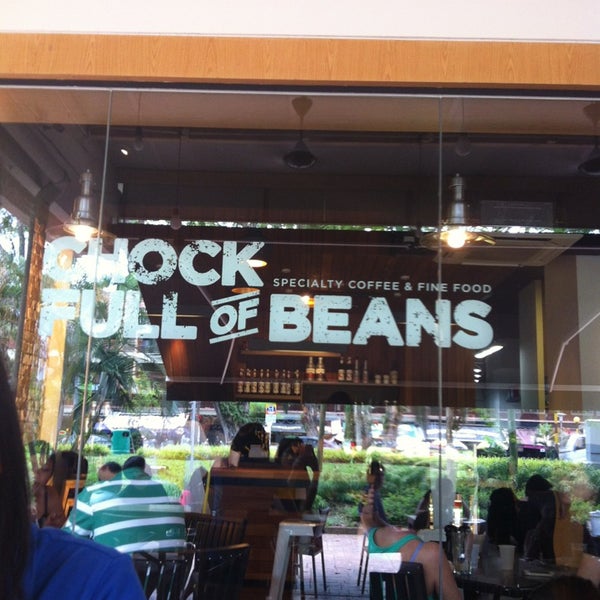 CHOCK
SPECIALTY COFFEE & FINE FOOD
FULL OF BEANS